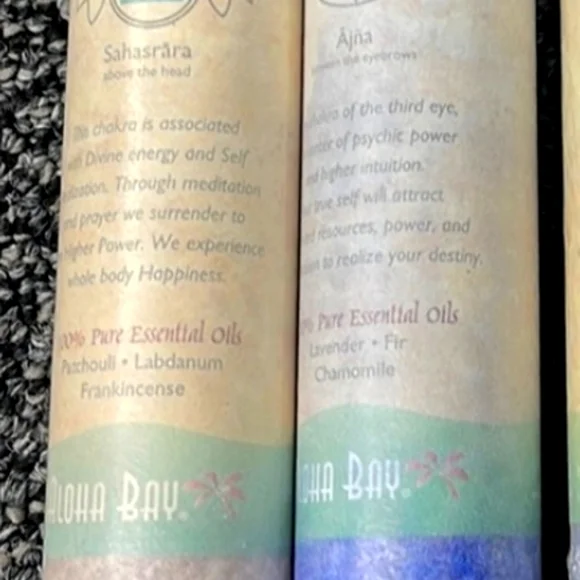 Sahasrāra
above the head
This chakra is associated
Divine energy and Self
Through meditation
and prayer we surrender to
Higher Power. We experience
whole body Happiness.
100% Pure Essential Oils
Patchouli • Labdanum
Frankincense
ALOHA BAY®
Ājña
the eyebrows
chakra of the third eye,
of psychic power
and higher intuition.
true self will attract
resources, power, and
to realize your destiny.
Pure Essential Oils
Lavender • Fir
Chamomile
BAY®